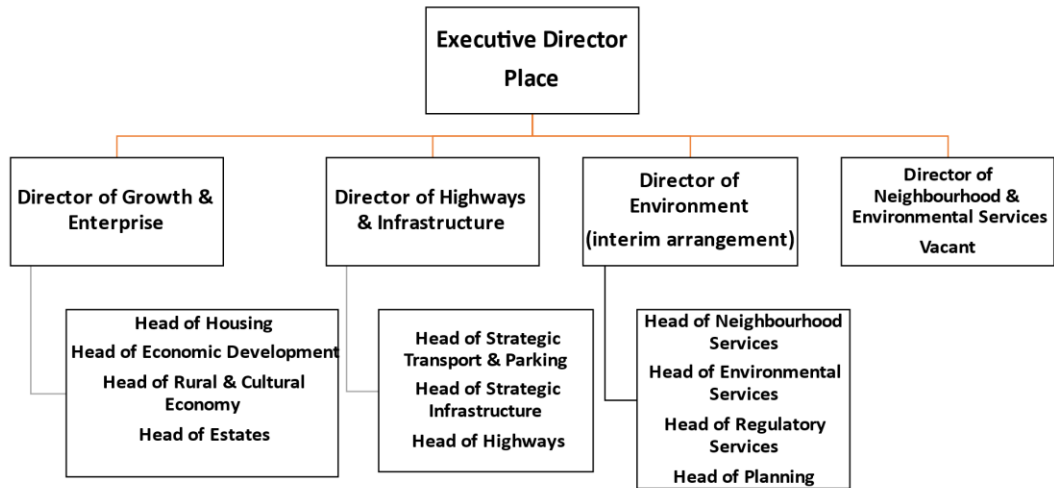 Executive Director
Place
Director of Growth &
Enterprise
Director of Highways
& Infrastructure
Director of
Environment
(interim arrangement)
Director of
Neighbourhood &
Environmental Services
Vacant
Head of Housing
Head of Economic Development
Head of Rural & Cultural
Economy
Head of Estates
Head of Strategic
Transport & Parking
Head of Strategic
Infrastructure
Head of Highways
Head of Neighbourhood
Services
Head of Environmental
Services
Head of Regulatory
Services
Head of Planning